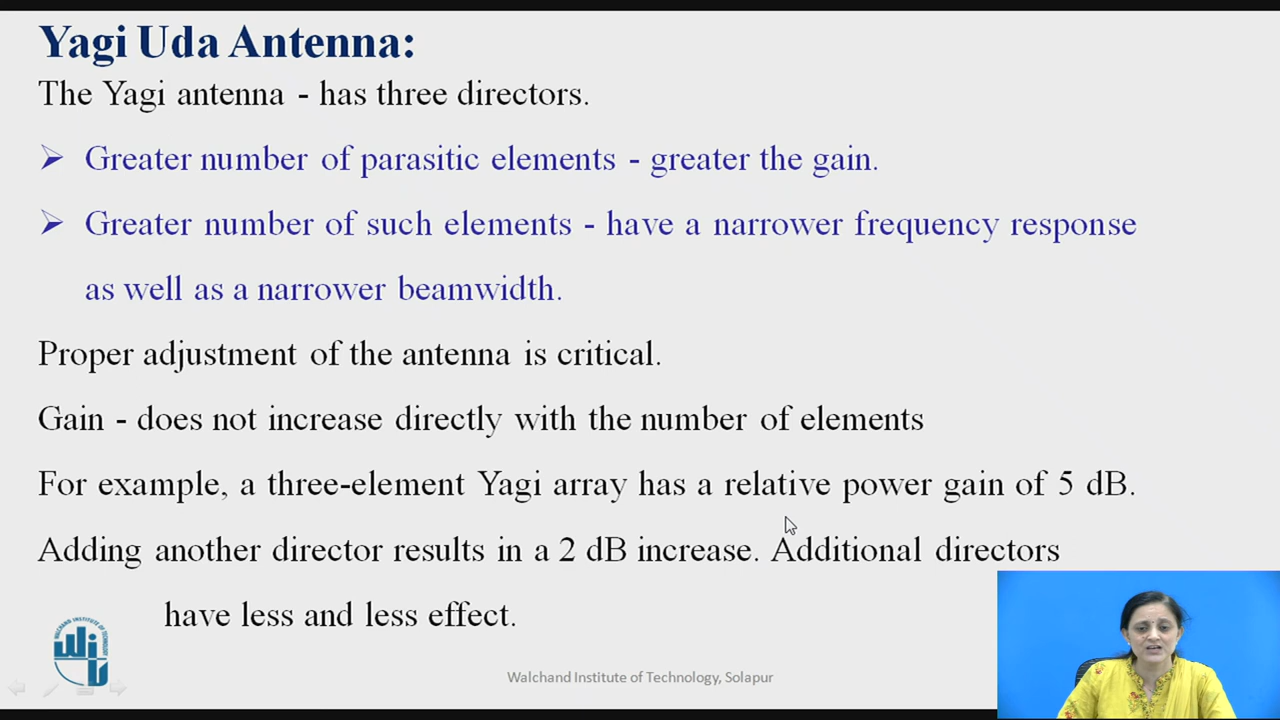 Yagi Uda Antenna:
The Yagi antenna - has three directors.
Greater number of parasitic elements - greater the gain.
Greater number of such elements - have a narrower frequency response
as well as a narrower beamwidth.
Proper adjustment of the antenna is critical.
Gain - does not increase directly with the number of elements
For example, a three-element Yagi array has a relative power gain of 5 dB.
Adding another director results in a 2 dB increase. Additional directors
have less and less effect.
WALCHAND INSTITUTE OF TECHNOLOGY
Walchand Institute of Technology, Solapur